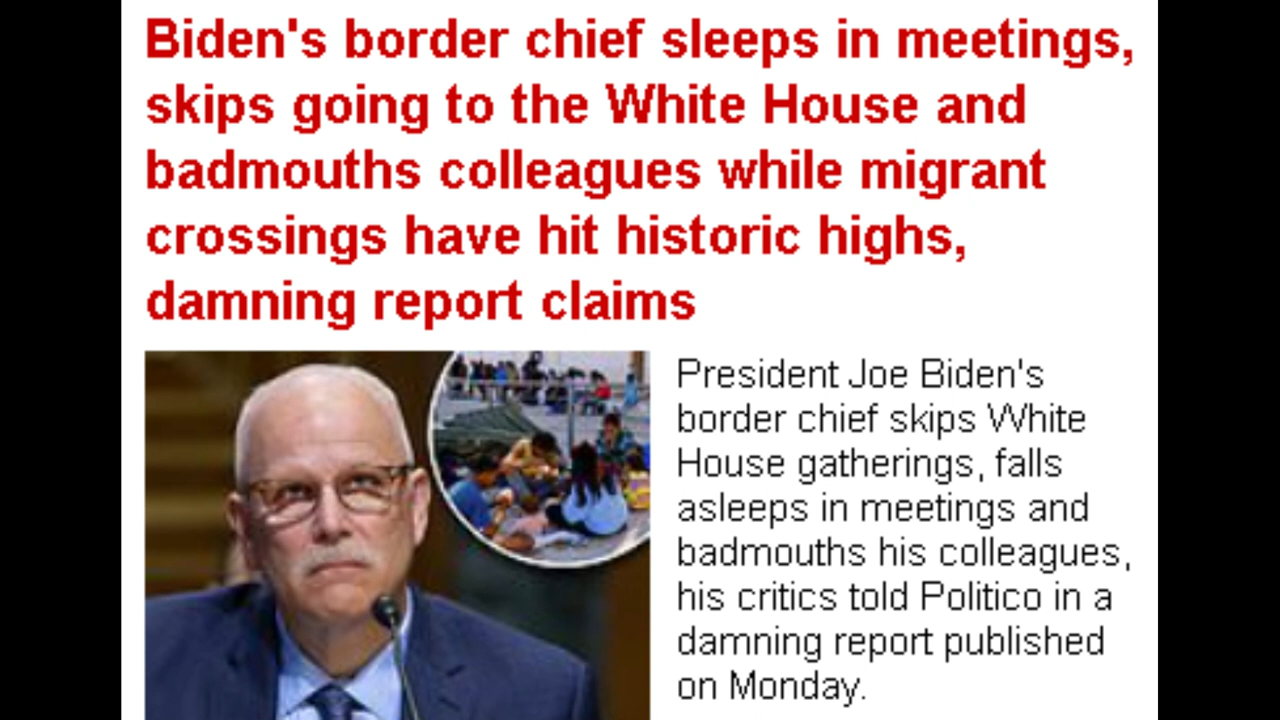 Biden's border chief sleeps in meetings,
skips going to the White House and
badmouths colleagues while migrant
crossings have hit historic highs,
damning report claims
President Joe Biden's
border chief skips White
House gatherings, falls
asleeps in meetings and
badmouths his colleagues,
his critics told Politico in a
damning report published
on Monday.